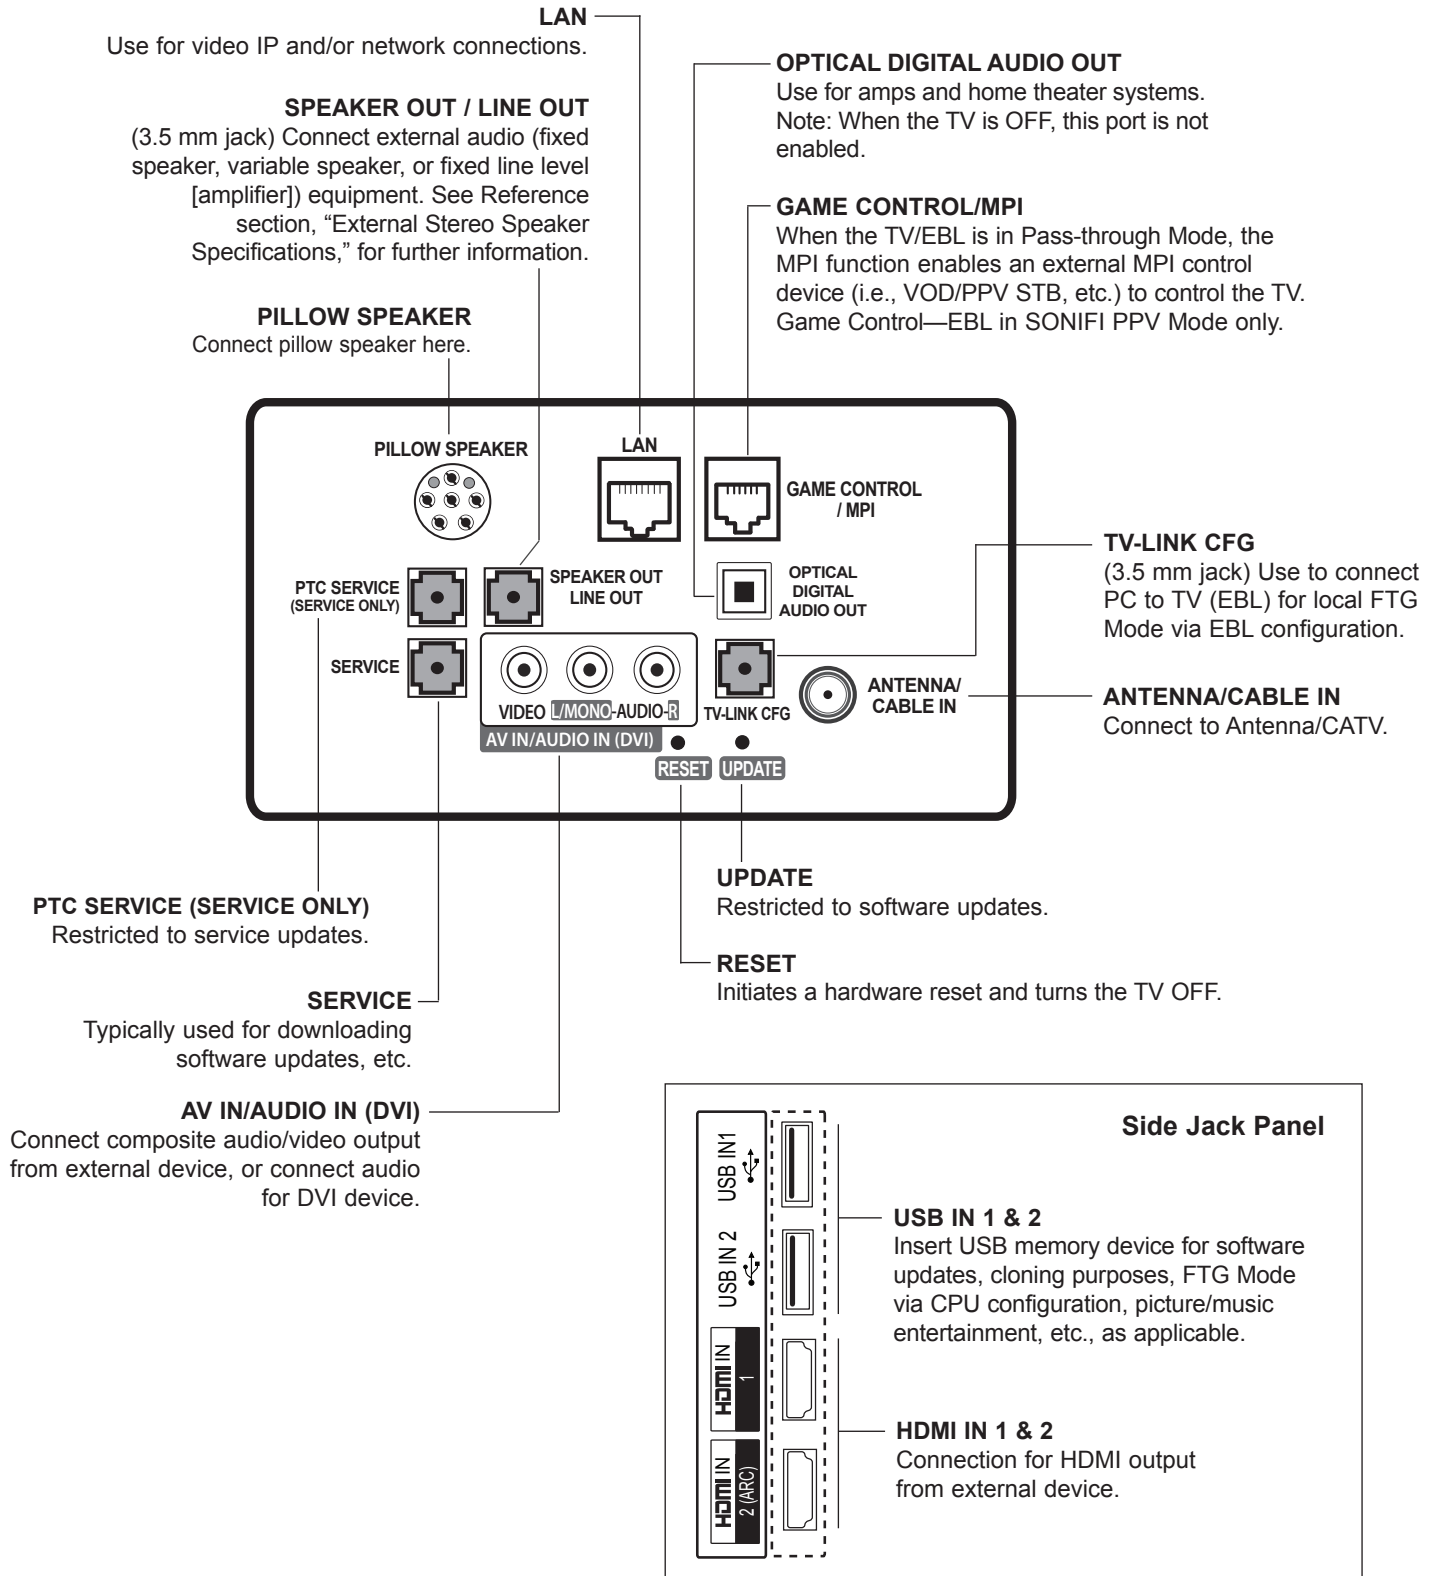 LAN
Use for video IP and/or network connections.
OPTICAL DIGITAL AUDIO OUT
Use for amps and home theater systems.
Note: When the TV is OFF, this port is not
enabled.
SPEAKER OUT / LINE OUT
(3.5 mm jack) Connect external audio (fixed
speaker, variable speaker, or fixed line level
[amplifier]) equipment. See Reference
section, “External Stereo Speaker
Specifications,” for further information.
GAME CONTROL/MPI
When the TV/EBL is in Pass-through Mode, the
MPI function enables an external MPI control
device (i.e., VOD/PPV STB, etc.) to control the TV.
Game Control—EBL in SONIFI PPV Mode only.
PILLOW SPEAKER
Connect pillow speaker here.
PILLOW SPEAKER
LAN
GAME CONTROL
/ MPI
PTC SERVICE
(SERVICE ONLY)
SPEAKER OUT
LINE OUT
OPTICAL
DIGITAL
AUDIO OUT
SERVICE
VIDEO L/MONO-AUDIO-R
TV-LINK CFG
ANTENNA/
CABLE IN
AV IN/AUDIO IN (DVI)
RESET
UPDATE
TV-LINK CFG
(3.5 mm jack) Use to connect
PC to TV (EBL) for local FTG
Mode via EBL configuration.
ANTENNA/CABLE IN
Connect to Antenna/CATV.
UPDATE
Restricted to software updates.
PTC SERVICE (SERVICE ONLY)
Restricted to service updates.
RESET
Initiates a hardware reset and turns the TV OFF.
SERVICE
Typically used for downloading
software updates, etc.
AV IN/AUDIO IN (DVI)
Connect composite audio/video output
from external device, or connect audio
for DVI device.
Side Jack Panel
USB IN1
USB IN 2
HDMI IN
1
HDMI IN
2 (ARC)
USB IN 1 & 2
Insert USB memory device for software
updates, cloning purposes, FTG Mode
via CPU configuration, picture/music
entertainment, etc., as applicable.
HDMI IN 1 & 2
Connection for HDMI output
from external device.